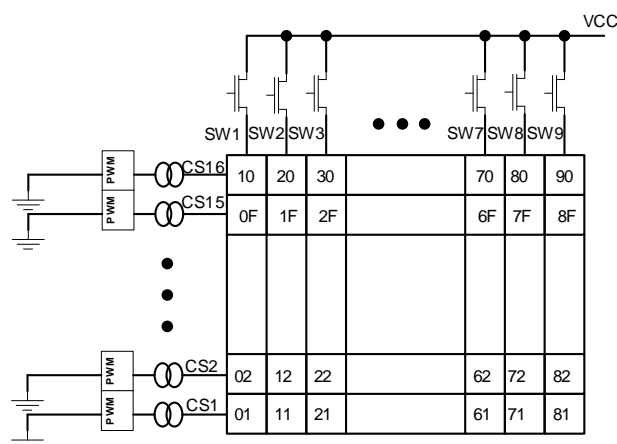 VCC
SW1 SW2 SW3 SW7 SW8 SW9
PWM CS16 10 20 30 70 80 90
PWM CS15 0F 1F 2F 6F 7F 8F
PWM CS2 02 12 22 62 72 82
PWM CS1 01 11 21 61 71 81